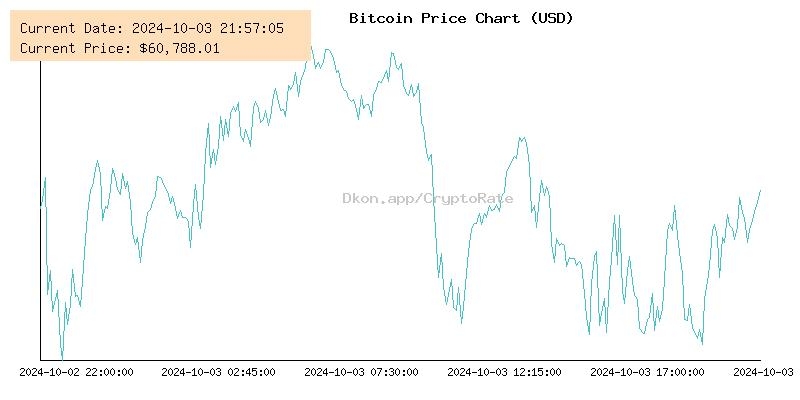 Bitcoin Price Chart (USD)
Current Date: 2024-10-03 21:57:05
Current Price: $60,788.01
Dkon.app/CryptoRate
2024-10-02 22:00:00 2024-10-03 02:45:00 2024-10-03 07:30:00 2024-10-03 12:15:00 2024-10-03 17:00:00 2024-10-03